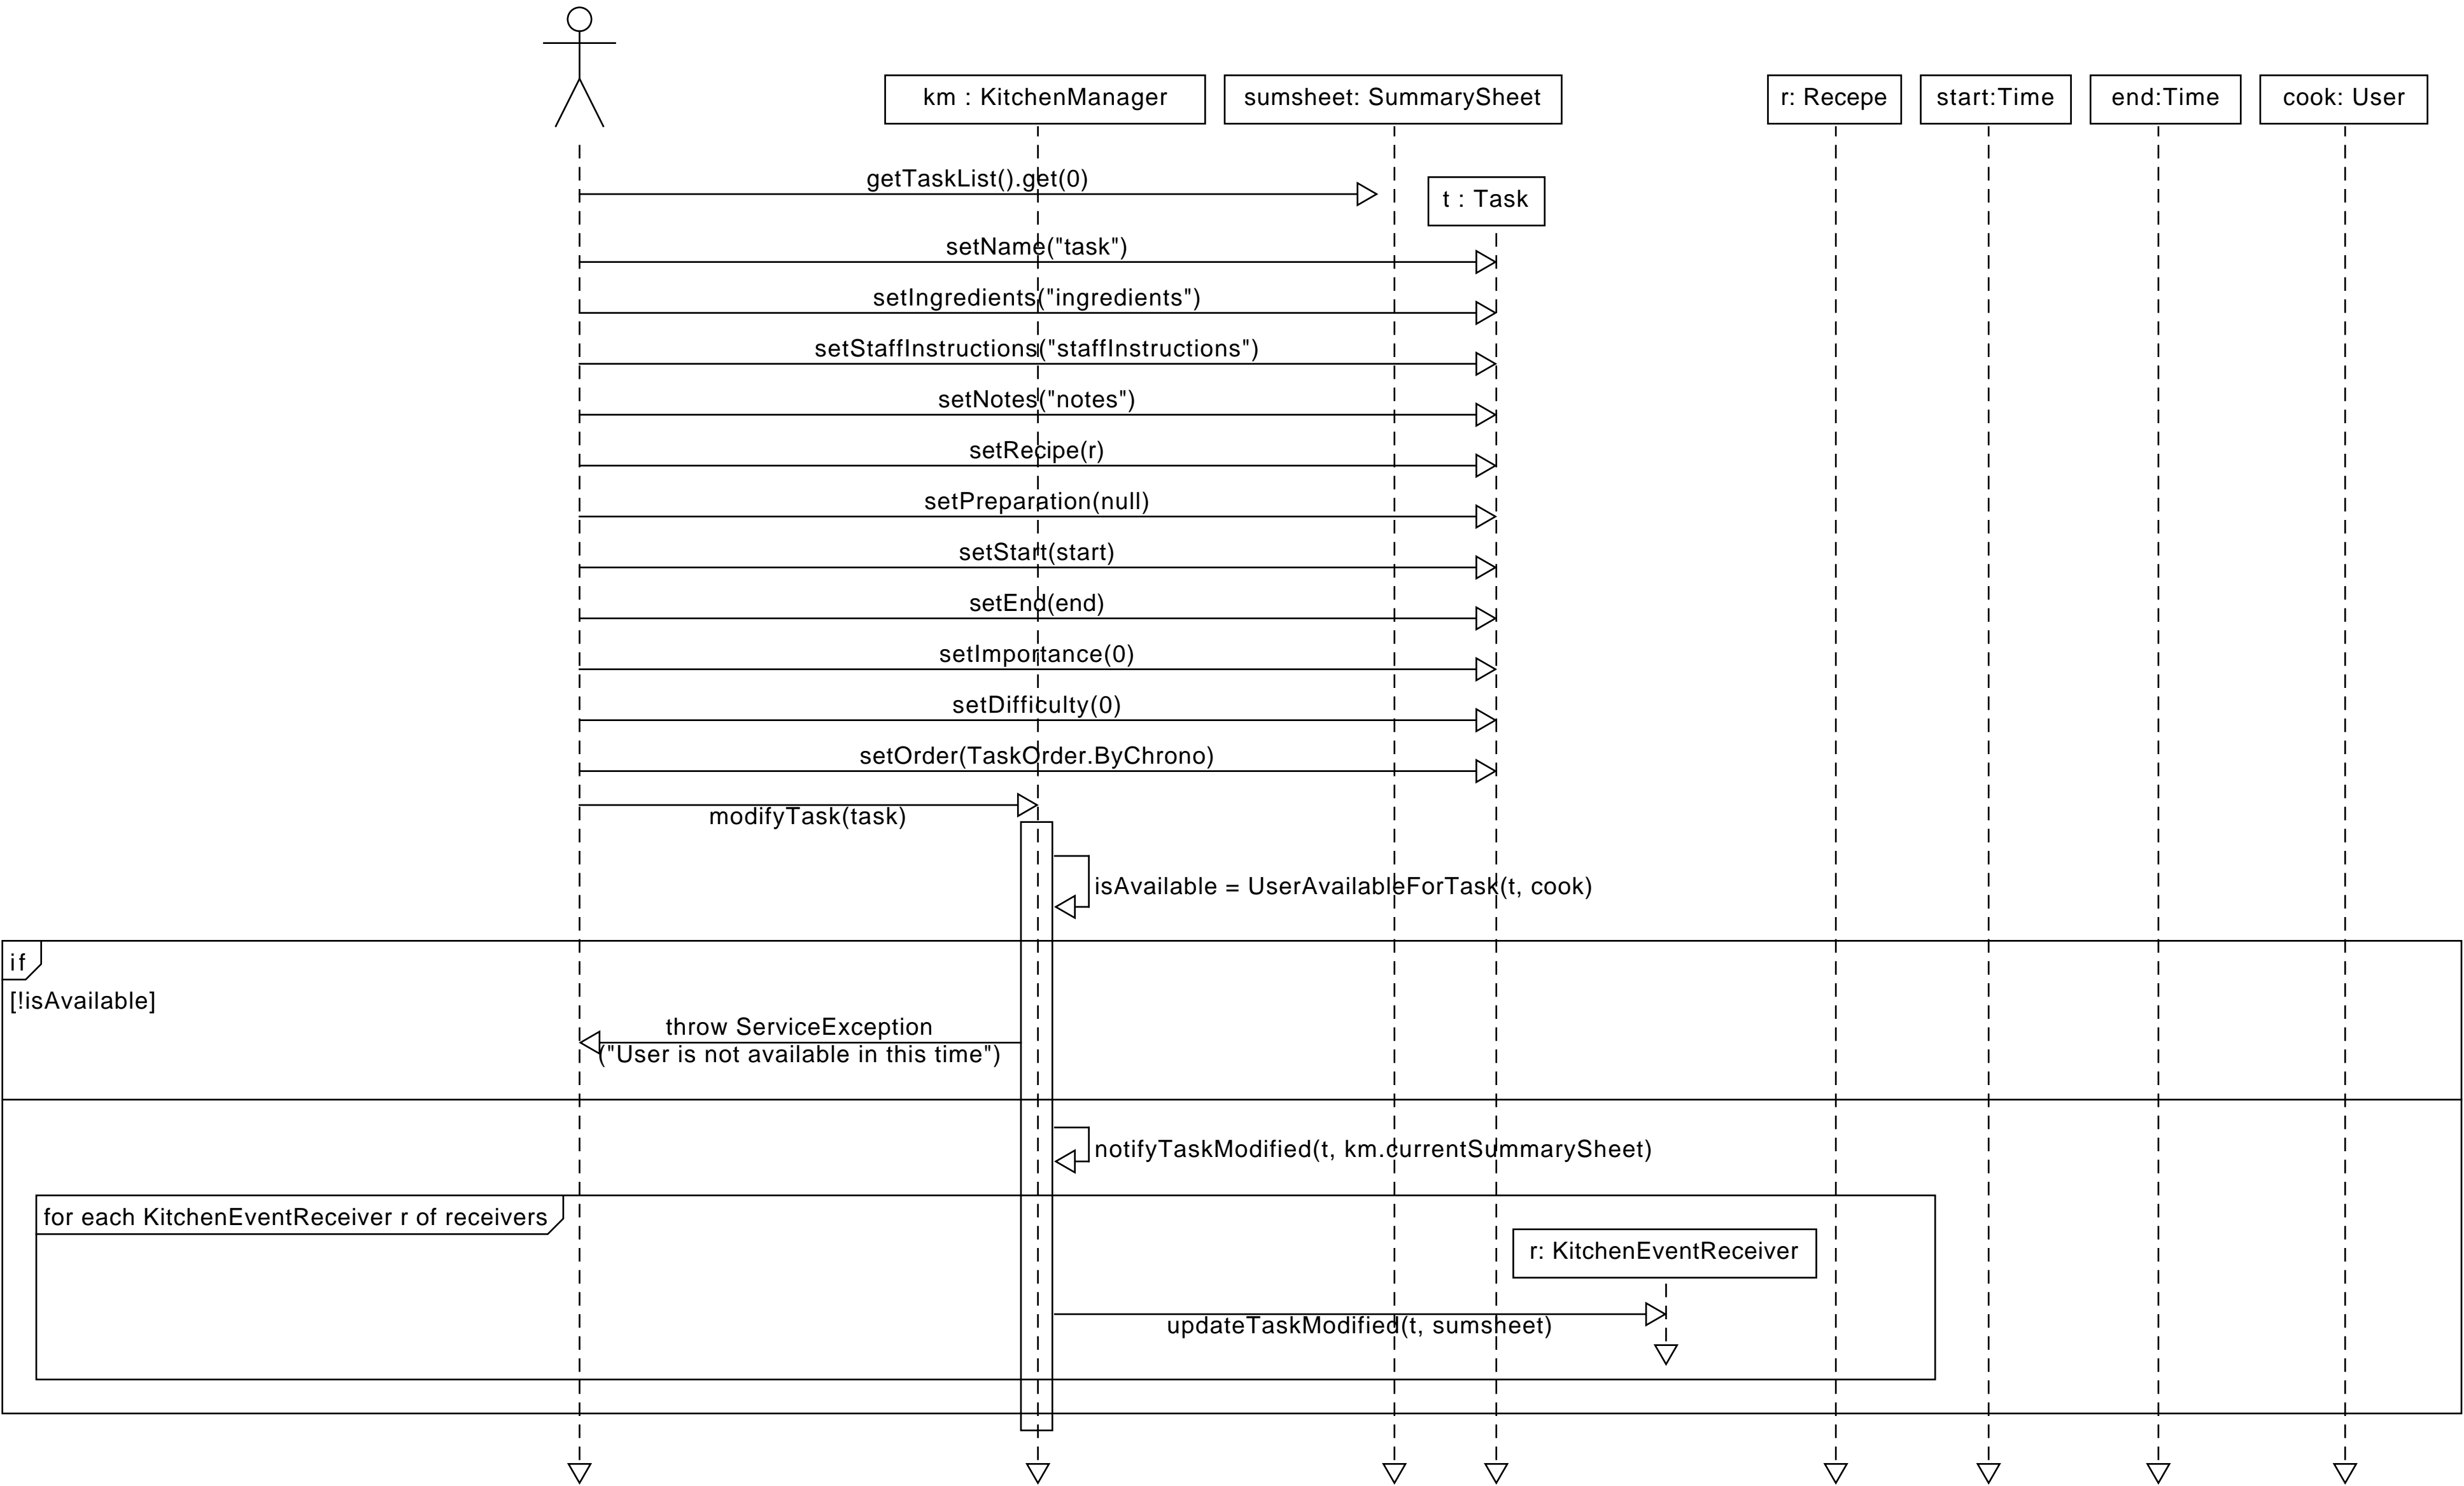 km : KitchenManager
sumsheet: SummarySheet
r: Recepe
start:Time
end:Time
cook: User
getTaskList().get(0)
t : Task
setName("task")
setIngredients("ingredients")
setStaffInstructions("staffInstructions")
setNotes("notes")
setRecipe(r)
setPreparation(null)
setStart(start)
setEnd(end)
setImportance(0)
setDifficulty(0)
setOrder(TaskOrder.ByChrono)
modifyTask(task)
isAvailable = UserAvailableForTask(t, cook)
if
[!isAvailable]
throw ServiceException
("User is not available in this time")
notifyTaskModified(t, km.currentSummarySheet)
for each KitchenEventReceiver r of receivers
r: KitchenEventReceiver
updateTaskModified(t, sumsheet)